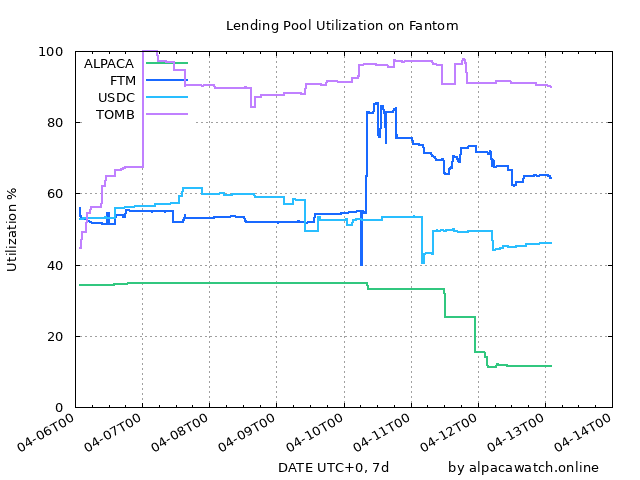 Lending Pool Utilization on Fantom
100
80
60
40
20
0
Utilization %
ALPACA
FTM
USDC
TOMB
04-06T00
04-07T00
04-08T00
04-09T00
04-10T00
04-11T00
04-12T00
04-13T00
04-14T00
DATE UTC+0, 7d
by alpacawatch.online